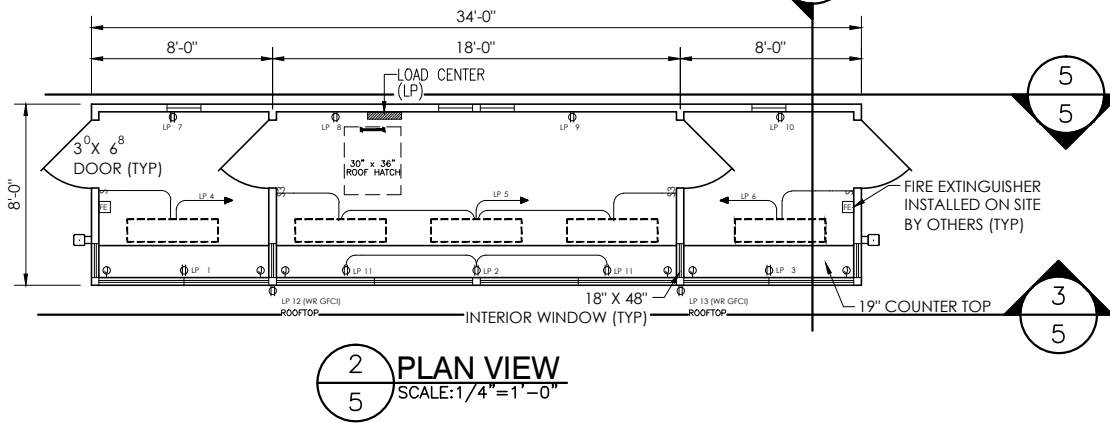 34'-0"
8'-0"
18'-0"
8'-0"
LOAD CENTER
(LP)
5
5
LP 7
LP 8
LP 9
LP 10
3⁰X 6⁸
DOOR (TYP)
30" x 36"
ROOF HATCH
8'-0"
S
LP 4
S3
LP 5
S3
LP 6
S
FE
FE
FIRE EXTINGUISHER
INSTALLED ON SITE
BY OTHERS (TYP)
LP 1
LP 11
LP 2
LP 11
LP 3
LP 12 (WR GFCI)
ROOFTOP
18" X 48"
INTERIOR WINDOW (TYP)
LP 13 (WR GFCI)
ROOFTOP
19" COUNTER TOP
3
5
2
5
PLAN VIEW
SCALE:1/4"=1'-0"